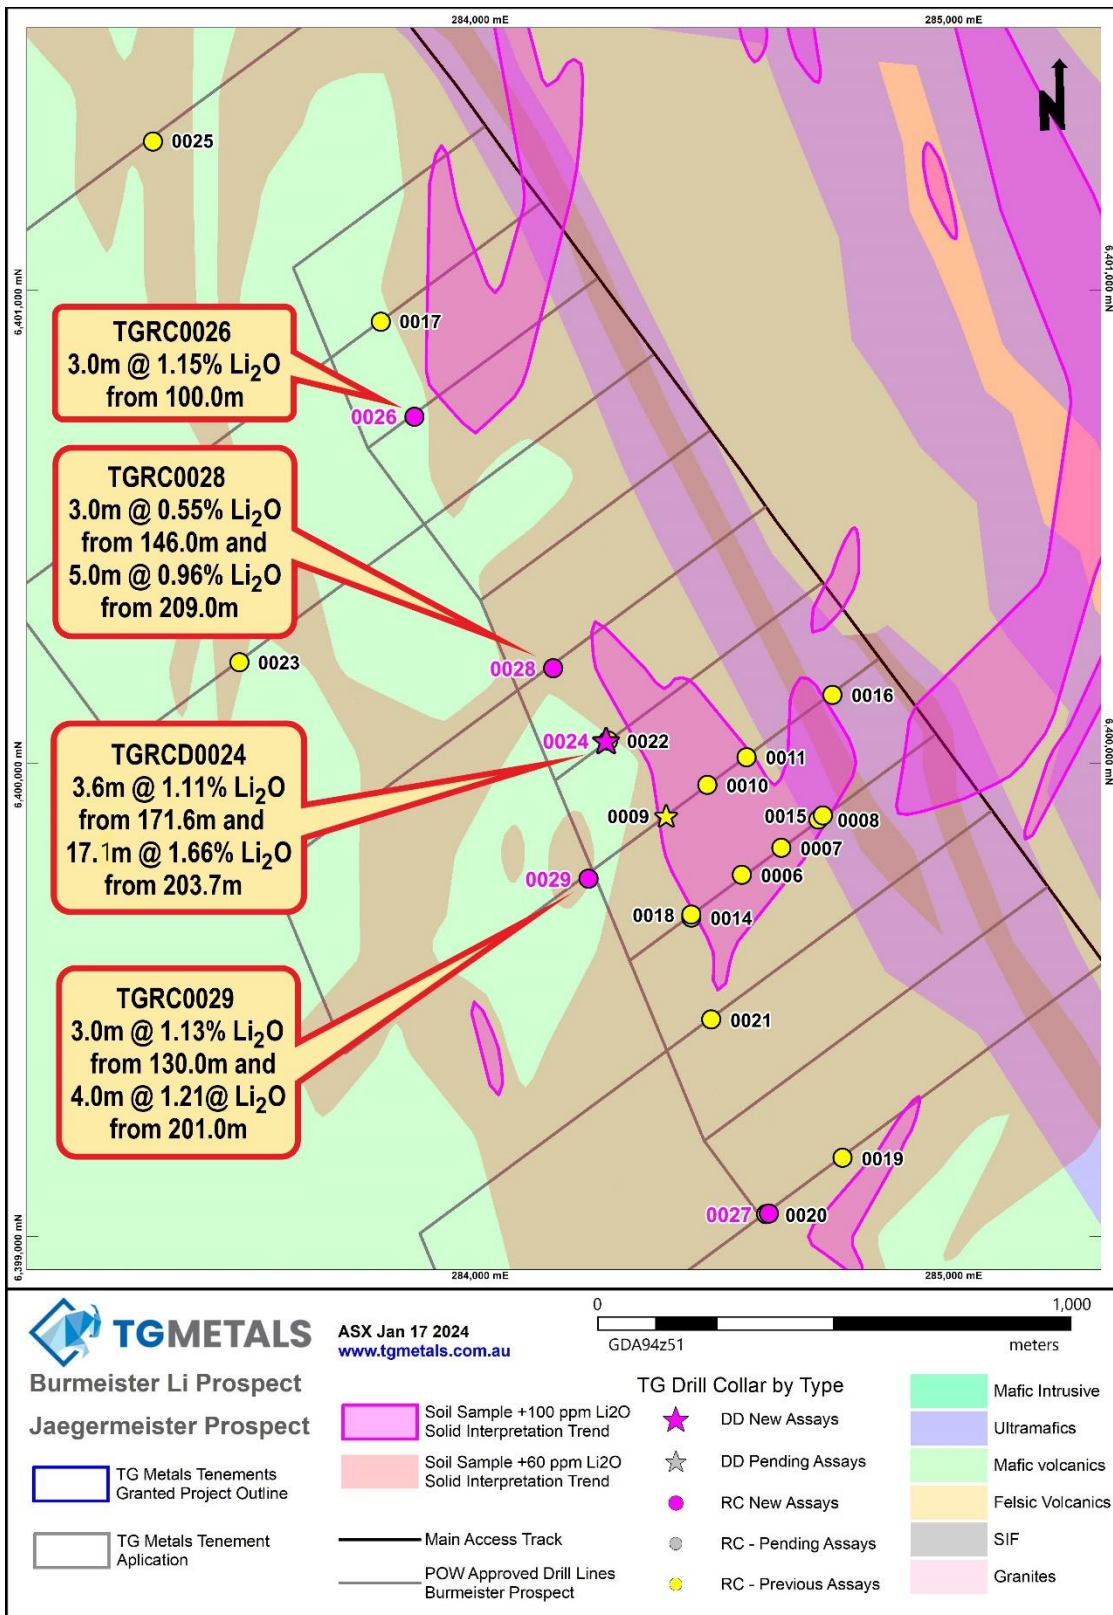 284,000 mE
285,000 mE
N
0025
6,401,000 mN
6,401,000 mN
0017
TGRC0026
3.0m @ 1.15% Li2O
from 100.0m
0026
TGRC0028
3.0m @ 0.55% Li2O
from 146.0m and
5.0m @ 0.96% Li2O
from 209.0m
0023
0028
0016
0024
0022
0011
6,400,000 mN
6,400,000 mN
TGRCD0024
3.6m @ 1.11% Li2O
from 171.6m and
17.1m @ 1.66% Li2O
from 203.7m
0010
0009
0015
0008
0007
0006
0029
0018
0014
TGRC0029
3.0m @ 1.13% Li2O
from 130.0m and
4.0m @ 1.21@ Li2O
from 201.0m
0021
0019
0027
0020
6,399,000 mN
284,000 mE
285,000 mE
TGMETALS
Burmeister Li Prospect
Jaegermeister Prospect
TG Metals Tenements
Granted Project Outline
TG Metals Tenement
Aplication
ASX Jan 17 2024
www.tgmetals.com.au
Soil Sample +100 ppm Li2O
Solid Interpretation Trend
Soil Sample +60 ppm Li2O
Solid Interpretation Trend
Main Access Track
POW Approved Drill Lines
Burmeister Prospect
0
1,000
GDA94z51
meters
TG Drill Collar by Type
DD New Assays
DD Pending Assays
RC New Assays
RC - Pending Assays
RC - Previous Assays
Mafic Intrusive
Ultramafics
Mafic volcanics
Felsic Volcanics
SIF
Granites